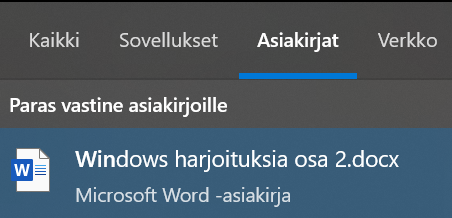 Kaikki Sovellukset Asiakirjat Verkko
Paras vastine asiakirjoille
Windows harjoituksia osa 2.docx
Microsoft Word -asiakirja